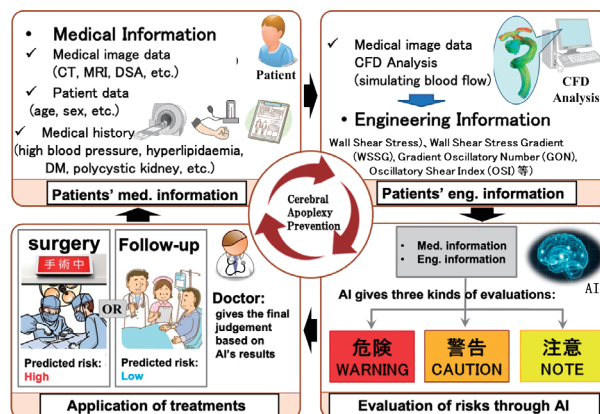 • Medical Information
✓ Medical image data
(CT, MRI, DSA, etc.)
✓ Patient data
(age, sex, etc.)
✓ Medical history
(high blood pressure, hyperlipidaemia,
DM, polycystic kidney, etc.)
Patient
Patients' med. information
✓ Medical image data
CFD Analysis
(simulating blood flow)
CFD
Analysis
• Engineering Information
Wall Shear Stress)、Wall Shear Stress Gradient
(WSSG), Gradient Oscillatory Number (GON),
Oscillatory Shear Index (OSI) 等)
Patients' eng. information
Cerebral
Apoplexy
Prevention
surgery
手術中
OR
Predicted risk:
High
Follow-up
Predicted risk:
Low
Doctor:
gives the final
judgement
based on
AI's results
Application of treatments
• Med. information
• Eng. information
AI
AI gives three kinds of evaluations:
危険
WARNING
警告
CAUTION
注意
NOTE
Evaluation of risks through AI